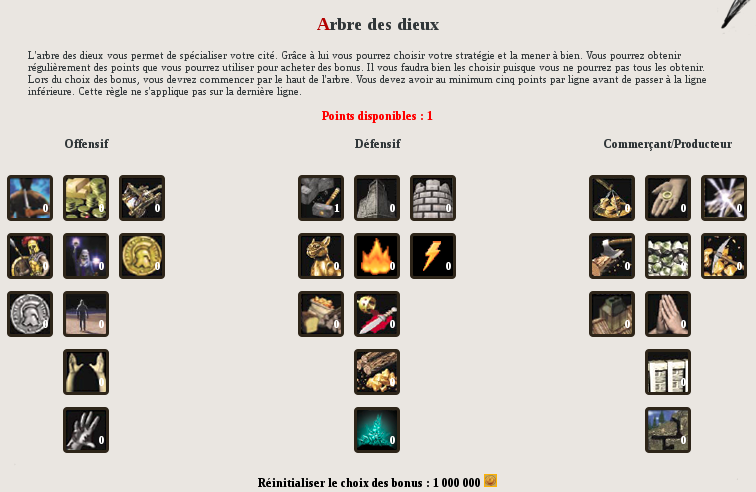 Arbre des dieux
L'arbre des dieux vous permet de spécialiser votre cité. Grâce à lui vous pourrez choisir votre stratégie et la mener à bien. Vous pourrez obtenir
régulièrement des points que vous pourrez utiliser pour acheter des bonus. Il vous faudra bien les choisir puisque vous ne pourrez pas tous les obtenir.
Lors du choix des bonus, vous devrez commencer par le haut de l'arbre. Vous devez avoir au minimum cinq points par ligne avant de passer à la ligne
inférieure. Cette règle ne s'applique pas sur la dernière ligne.
Points disponibles : 1
Offensif Défensif Commerçant/Producteur
0 0 0 1 0 0 0 0 0
0 0 0 0 0 0 0 0 0
0 0 0 0 0 0
0 0 0
0 0 0
Réinitialiser le choix des bonus : 1 000 000